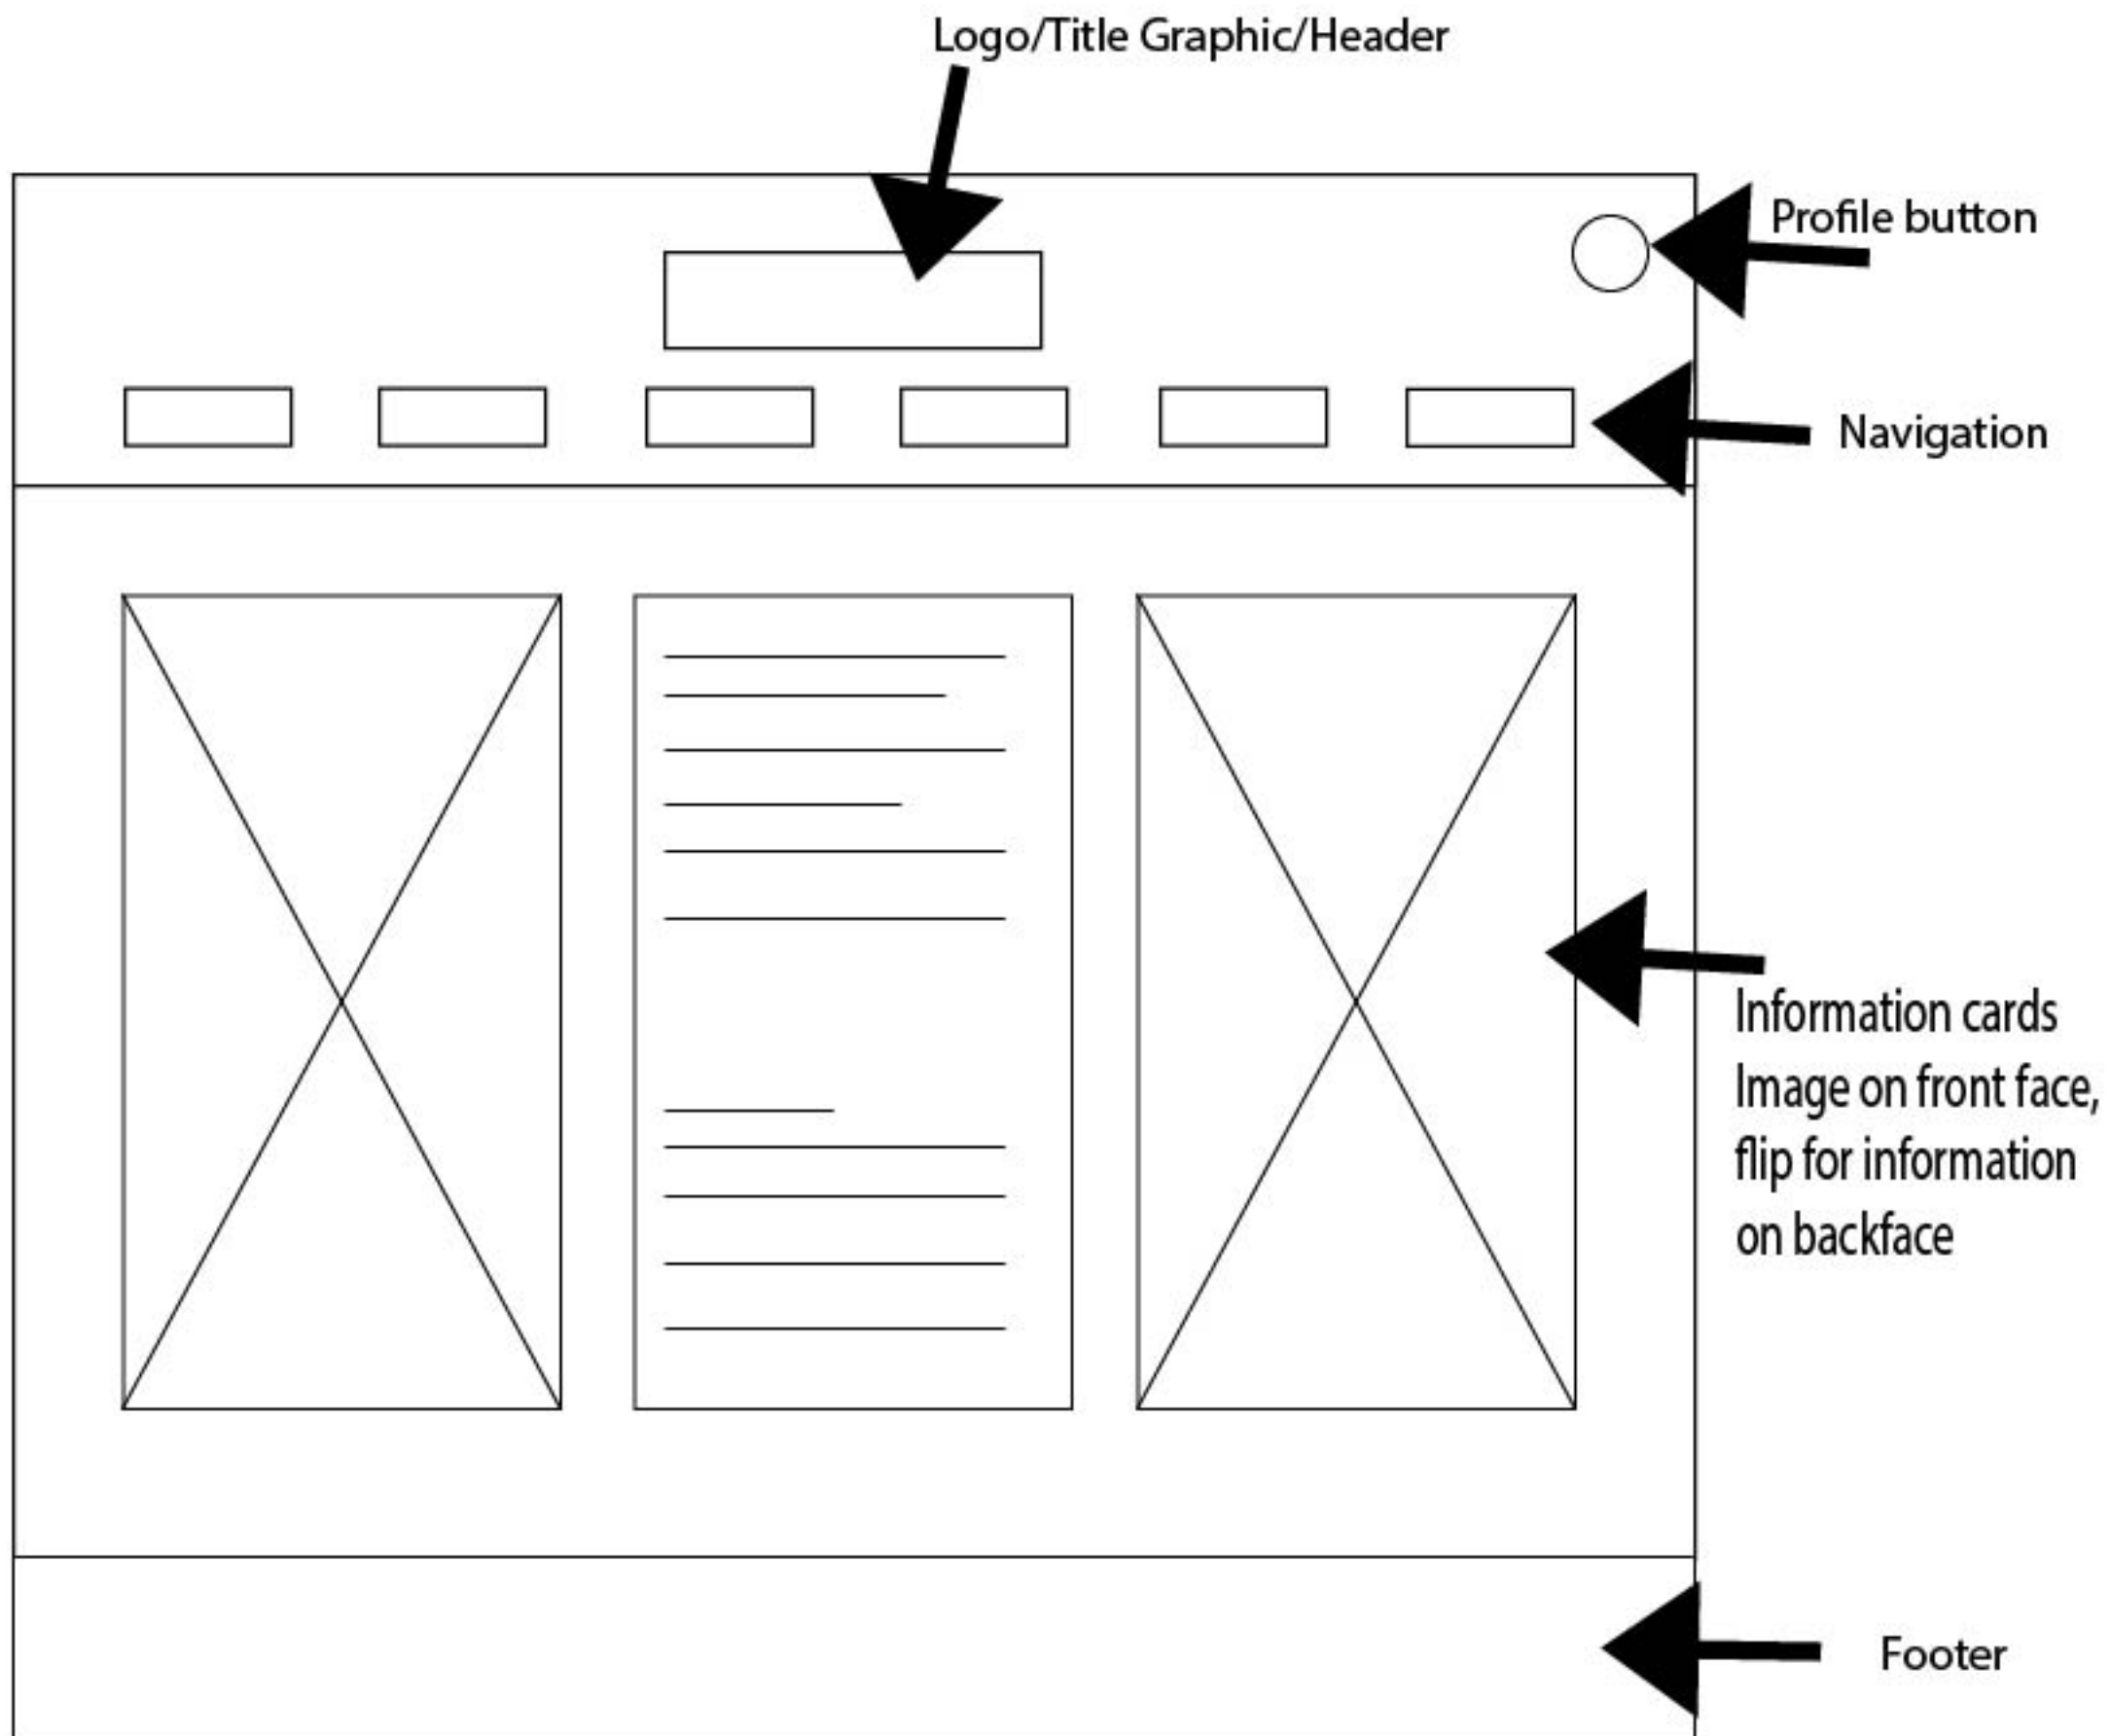 Logo/Title Graphic/Header
Profile button
Navigation
Information cards
Image on front face,
flip for information
on backface
Footer